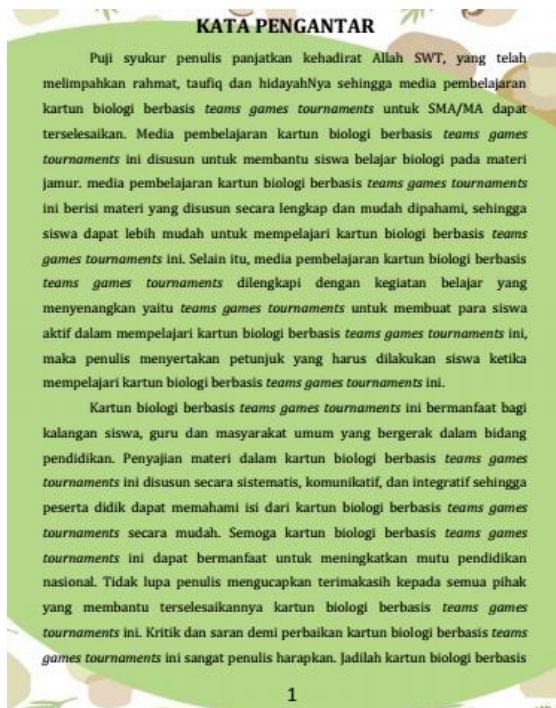 KATA PENGANTAR
Puji syukur penulis panjatkan kehadirat Allah SWT, yang telah
melimpahkan rahmat, taufiq dan hidayahNya sehingga media pembelajaran
kartun biologi berbasis teams games tournaments untuk SMA/MA dapat
terselesaikan. Media pembelajaran kartun biologi berbasis teams games
tournaments ini disusun untuk membantu siswa belajar biologi pada materi
jamur. media pembelajaran kartun biologi berbasis teams games tournaments
ini berisi materi yang disusun secara lengkap dan mudah dipahami, sehingga
siswa dapat lebih mudah untuk mempelajari kartun biologi berbasis teams
games tournaments ini. Selain itu, media pembelajaran kartun biologi berbasis
teams games tournaments dilengkapi dengan kegiatan belajar yang
menyenangkan yaitu teams games tournaments untuk membuat para siswa
aktif dalam mempelajari kartun biologi berbasis teams games tournaments ini,
maka penulis menyertakan petunjuk yang harus dilakukan siswa ketika
mempelajari kartun biologi berbasis teams games tournaments ini.
Kartun biologi berbasis teams games tournaments ini bermanfaat bagi
kalangan siswa, guru dan masyarakat umum yang bergerak dalam bidang
pendidikan. Penyajian materi dalam kartun biologi berbasis teams games
tournaments ini disusun secara sistematis, komunikatif, dan integratif sehingga
peserta didik dapat memahami isi dari kartun biologi berbasis teams games
tournaments secara mudah. Semoga kartun biologi berbasis teams games
tournaments ini dapat bermanfaat untuk meningkatkan mutu pendidikan
nasional. Tidak lupa penulis mengucapkan terimakasih kepada semua pihak
yang membantu terselesaikannya kartun biologi berbasis teams games
tournaments ini. Kritik dan saran demi perbaikan kartun biologi berbasis teams
games tournaments ini sangat penulis harapkan. Jadilah kartun biologi berbasis
1